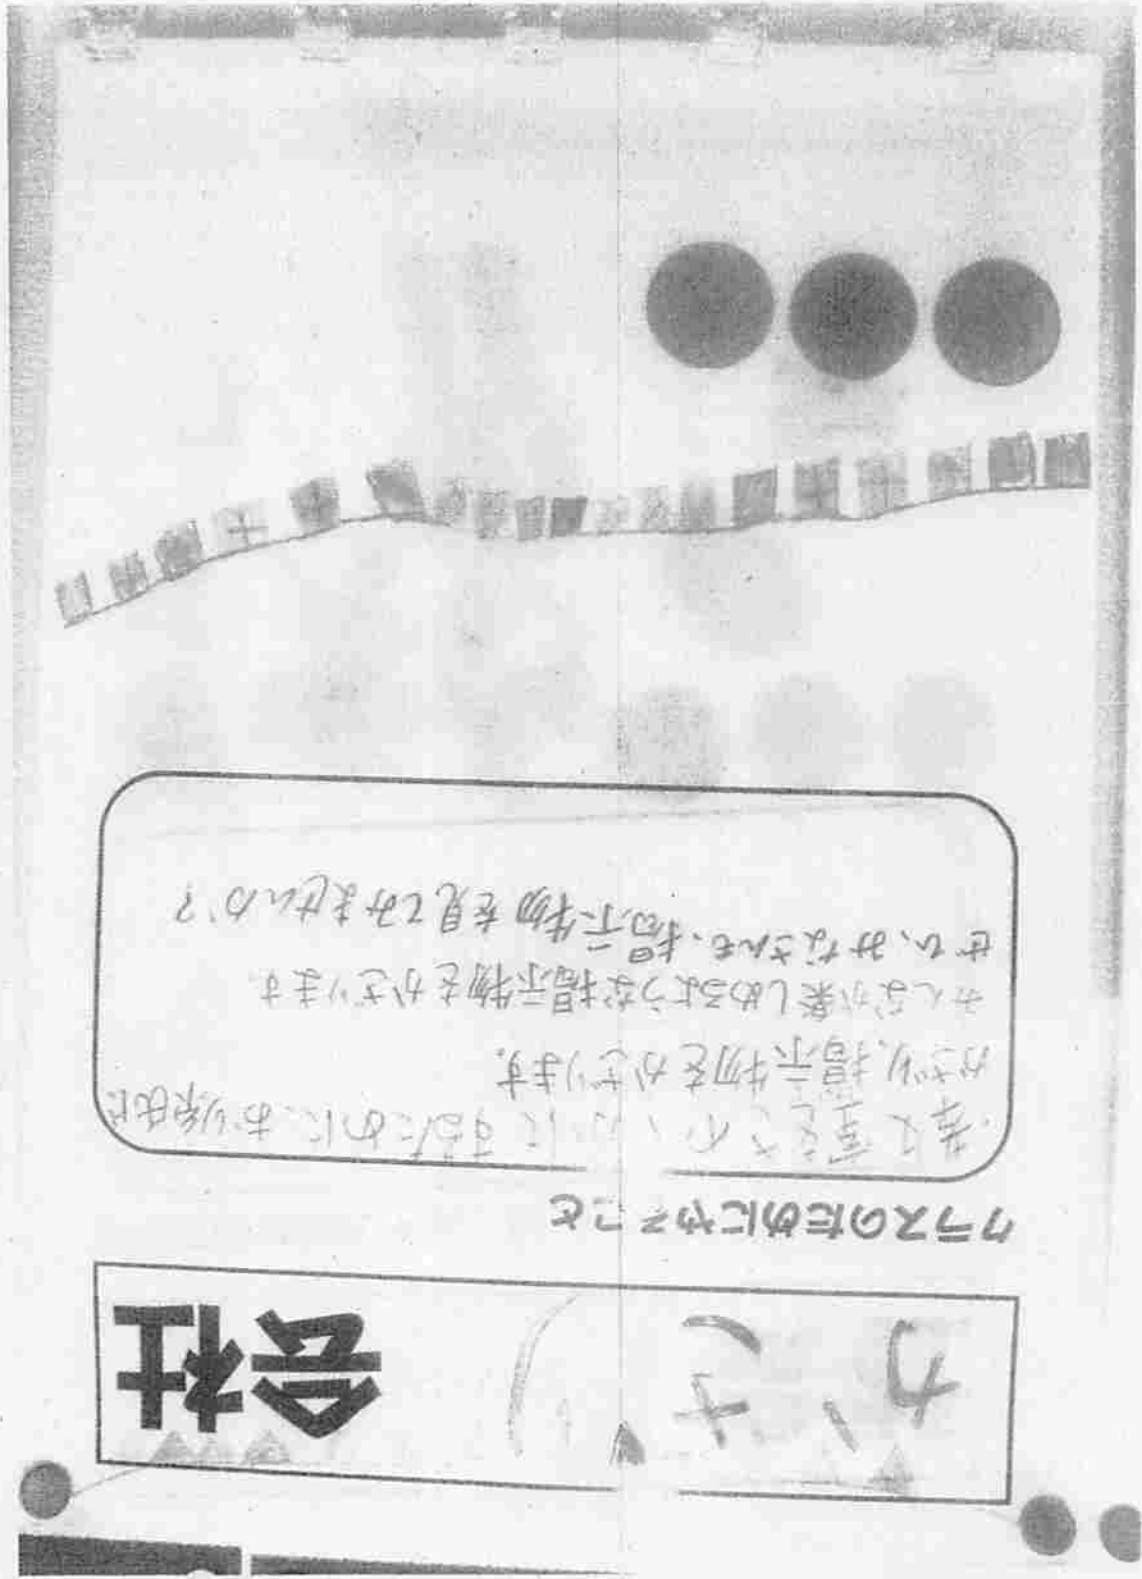 かざり会社
クラスのためにやること
・教室をきれいにするために、おり紙で
かざり、掲示物をかざります。
みんなが楽しめるような掲示物をかざります。
ぜひ、みなさんも、掲示物を見てみませんか？